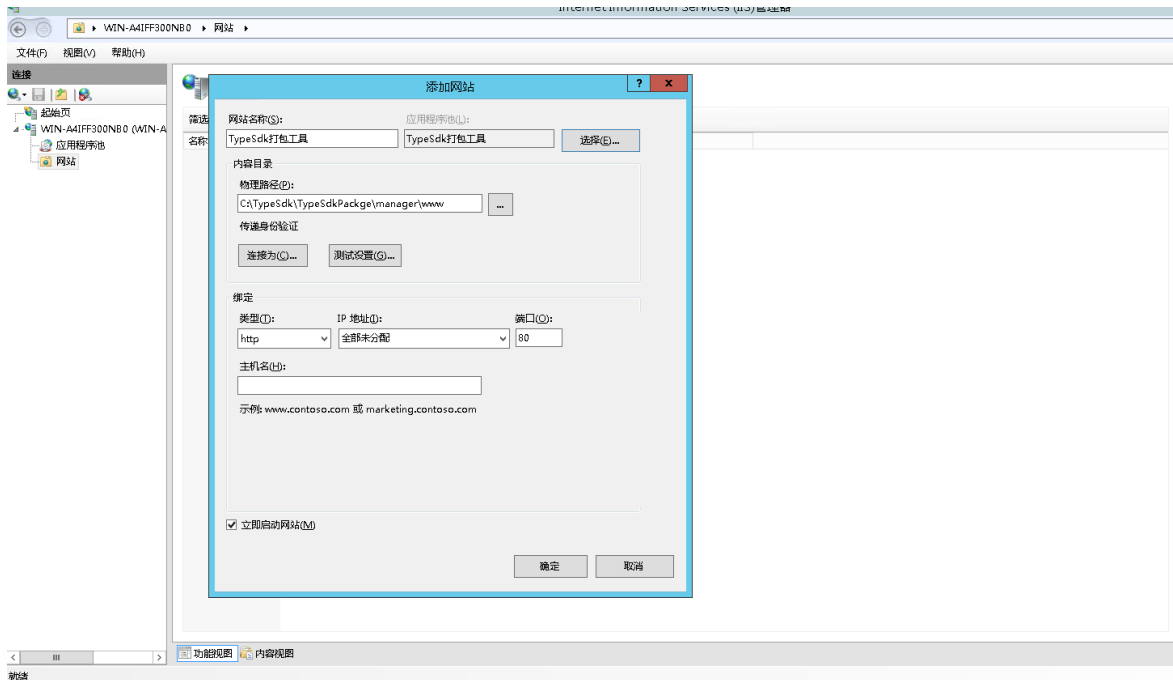 Internet Information Services (IIS)管理器
WIN-A4IFF300NB0 网站
文件(F) 视图(V) 帮助(H)
连接
起始页
WIN-A4IFF300NB0 (WIN-A
应用程序池
网站
筛选
名称
添加网站
? x
网站名称(S): 应用程序池(L):
TypeSdk打包工具 TypeSdk打包工具 选择(E)...
内容目录
物理路径(P):
C:\TypeSdk\TypeSdkPackge\manager\www ...
传递身份验证
连接为(C)... 测试设置(G)...
绑定
类型(T): IP 地址(I): 端口(O):
http 全部未分配 80
主机名(H):
示例: www.contoso.com 或 marketing.contoso.com
立即启动网站(M)
确定 取消
功能视图 内容视图
就绪